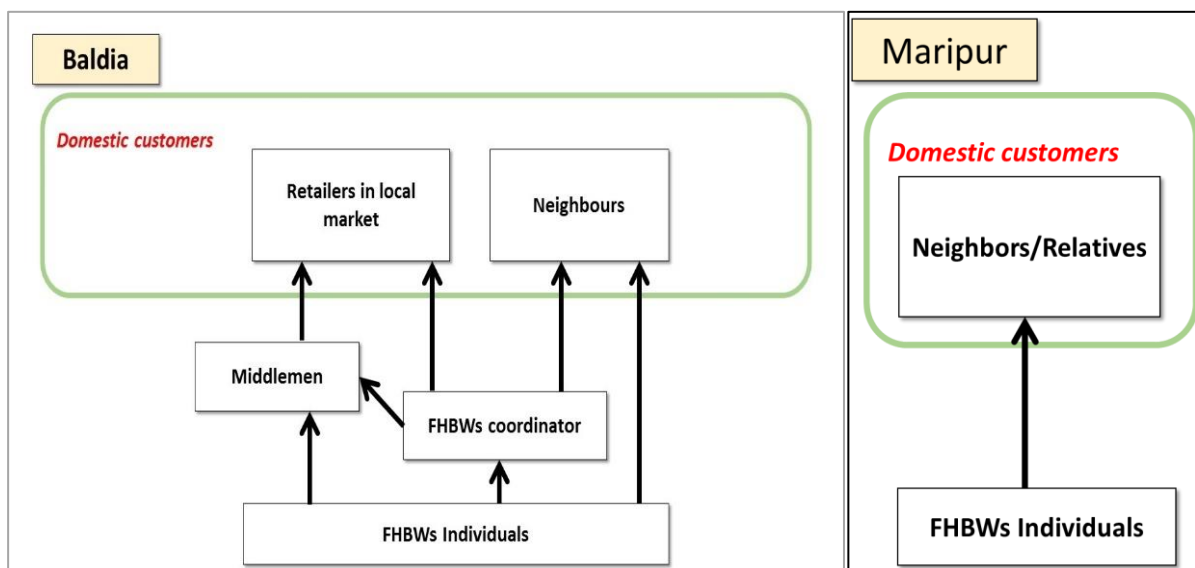 Baldia
Domestic customers
Retailers in local
market
Neighbours
Middlemen
FHBWs coordinator
FHBWs Individuals
Maripur
Domestic customers
Neighbors/Relatives
FHBWs Individuals